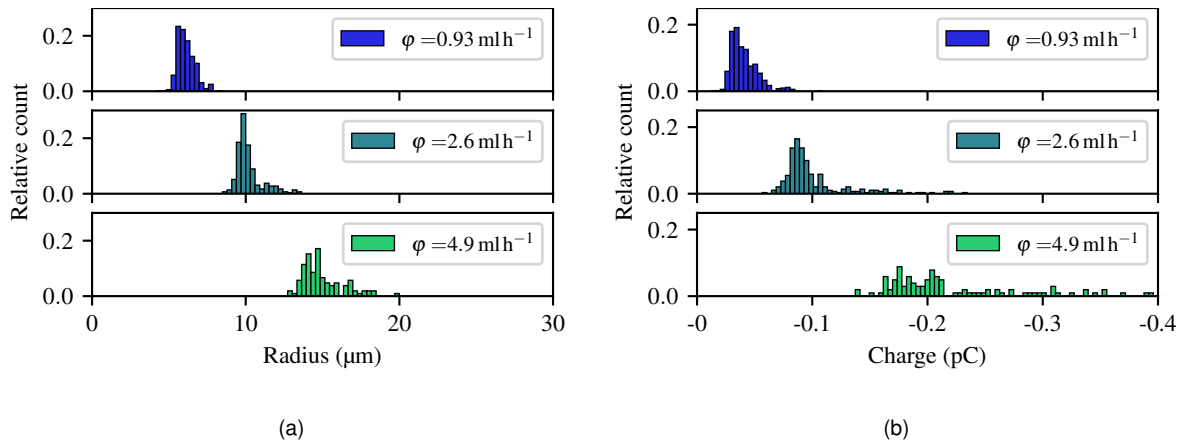 Relative count
0.2
0.0
φ =0.93 ml h⁻¹
0.2
0.0
φ =2.6 ml h⁻¹
0.2
0.0
φ =4.9 ml h⁻¹
0 10 20 30
Radius (µm)
(a)
Relative count
0.2
0.0
φ =0.93 ml h⁻¹
0.2
0.0
φ =2.6 ml h⁻¹
0.2
0.0
φ =4.9 ml h⁻¹
-0 -0.1 -0.2 -0.3 -0.4
Charge (pC)
(b)